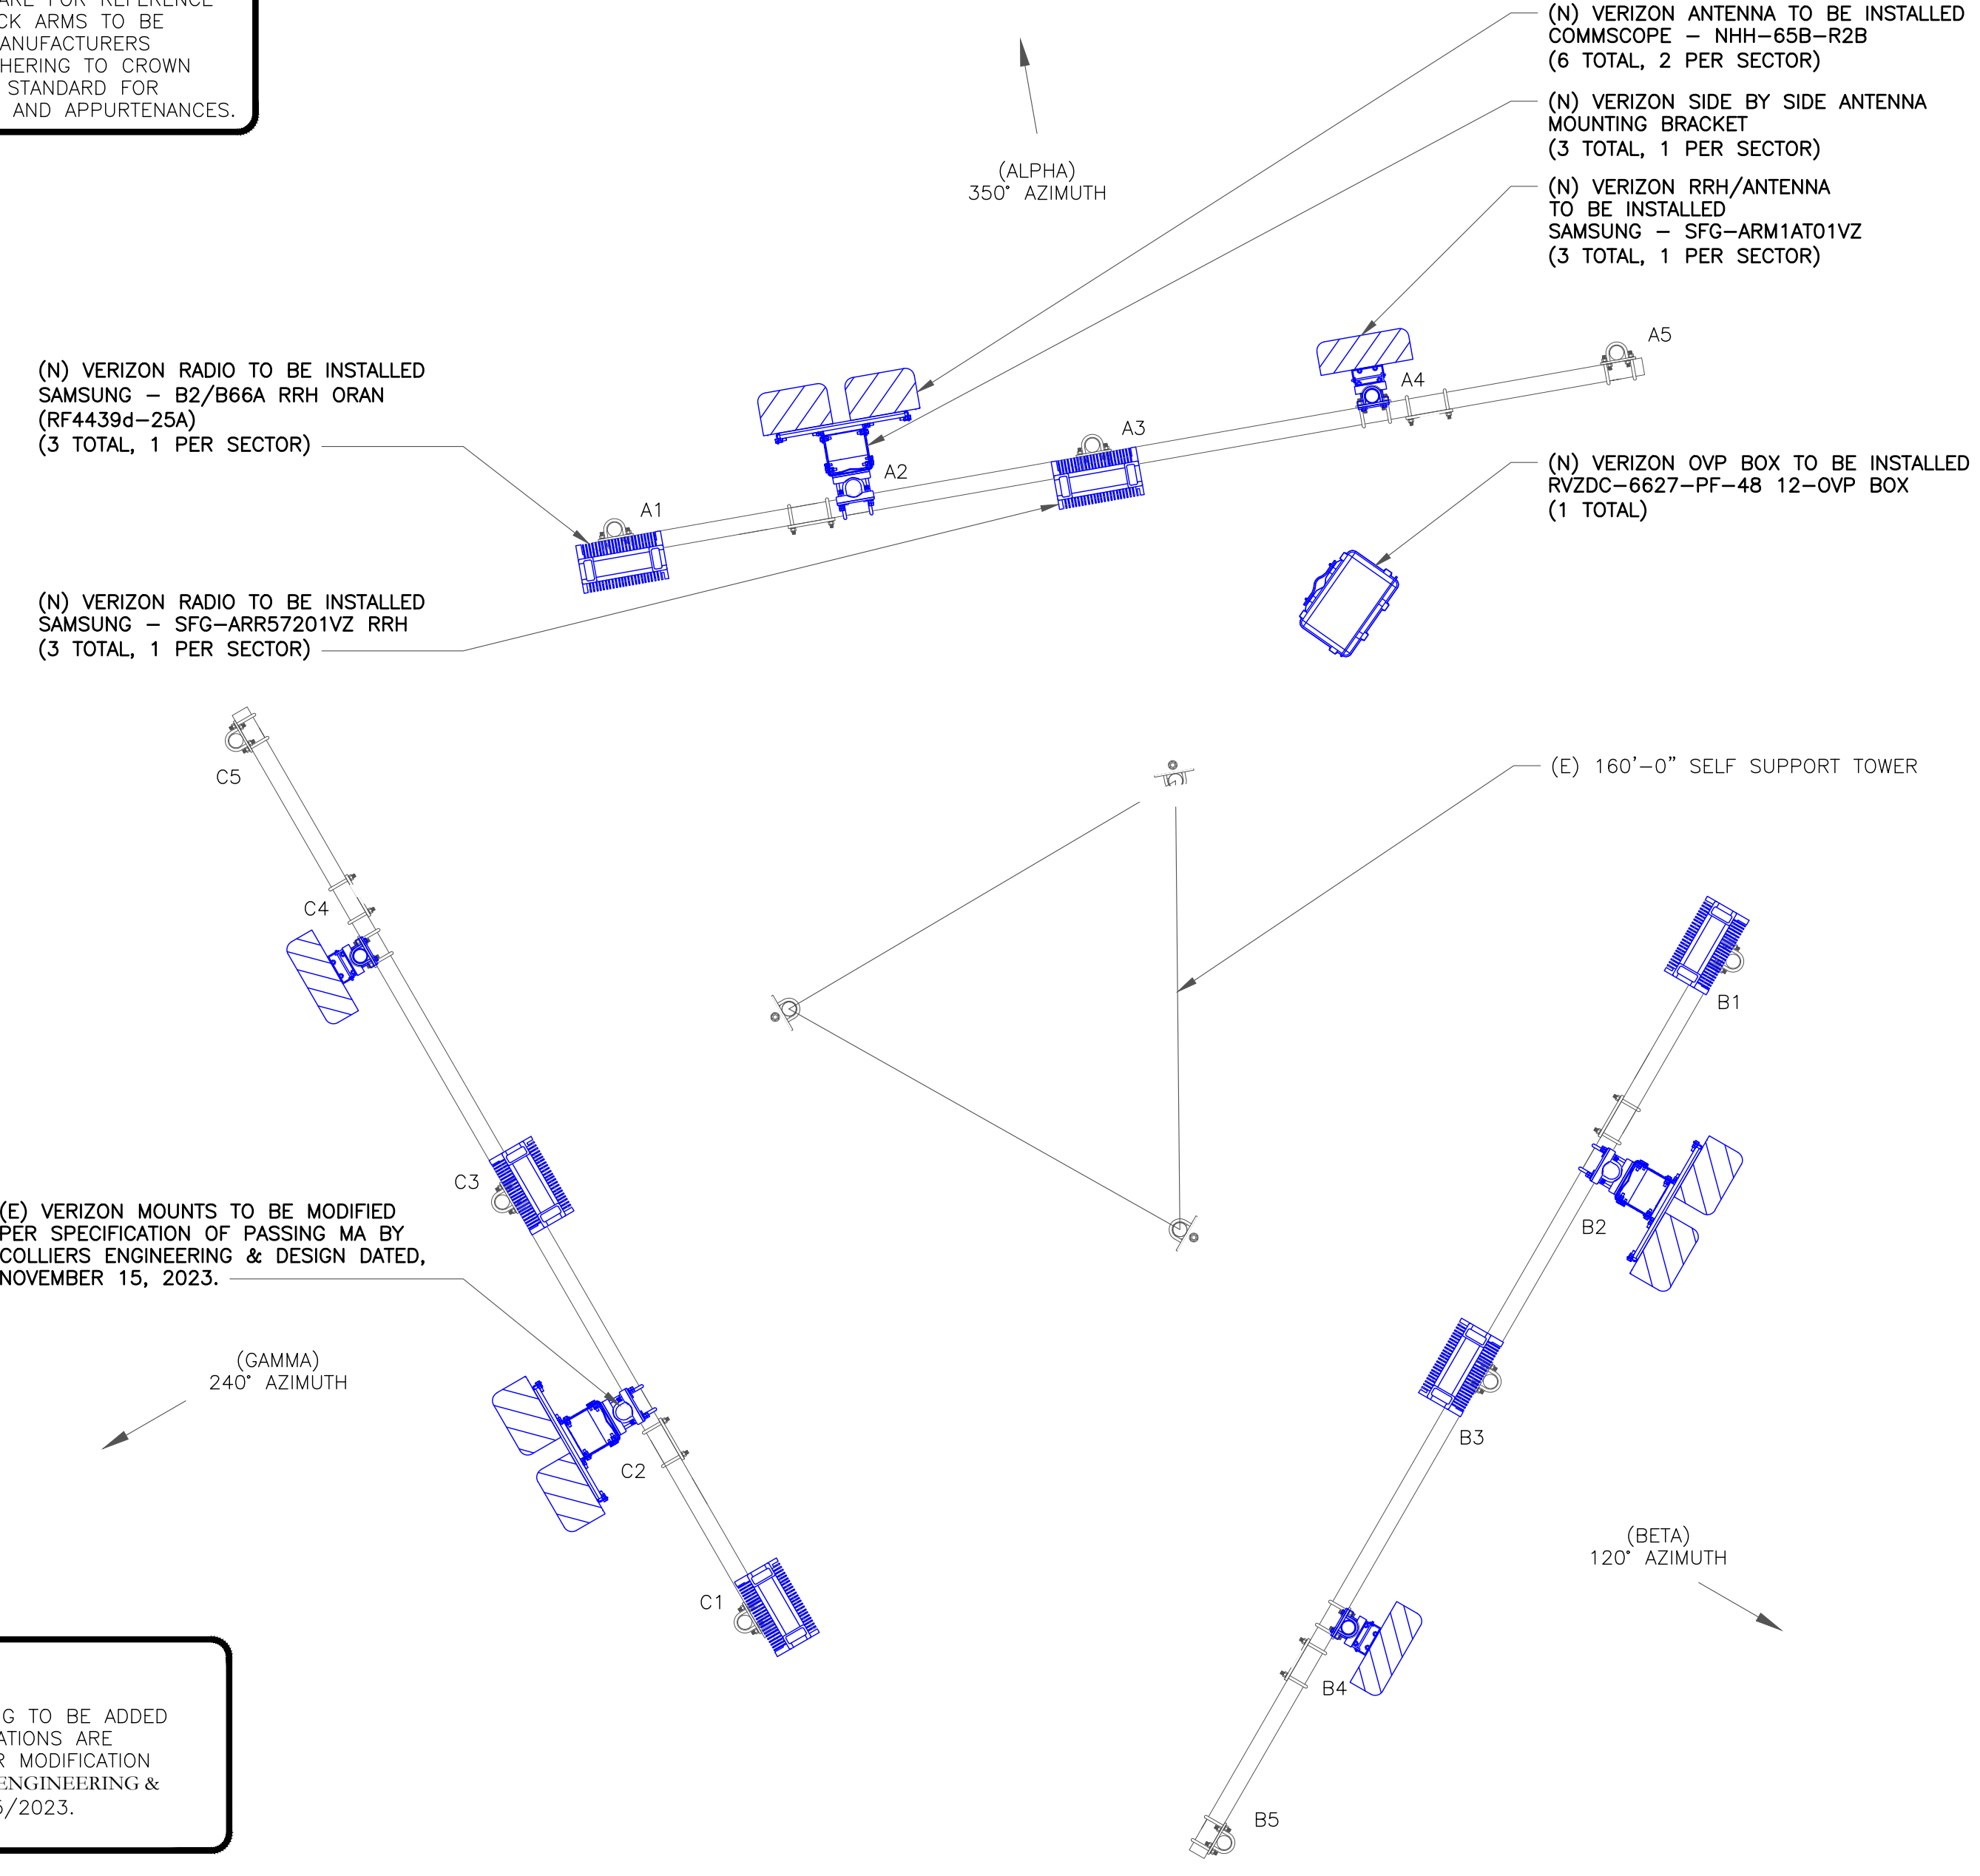 ARE FOR REFERENCE
CK ARMS TO BE
ANUFACTURERS
HERING TO CROWN
STANDARD FOR
AND APPURTENANCES.
(N) VERIZON ANTENNA TO BE INSTALLED
COMMSCOPE – NHH–65B–R2B
(6 TOTAL, 2 PER SECTOR)
(N) VERIZON SIDE BY SIDE ANTENNA
MOUNTING BRACKET
(3 TOTAL, 1 PER SECTOR)
(ALPHA)
350° AZIMUTH
(N) VERIZON RRH/ANTENNA
TO BE INSTALLED
SAMSUNG – SFG–ARM1AT01VZ
(3 TOTAL, 1 PER SECTOR)
(N) VERIZON RADIO TO BE INSTALLED
SAMSUNG – B2/B66A RRH ORAN
(RF4439d–25A)
(3 TOTAL, 1 PER SECTOR)
A5
A4
A3
A2
A1
(N) VERIZON OVP BOX TO BE INSTALLED
RVZDC–6627–PF–48 12–OVP BOX
(1 TOTAL)
(N) VERIZON RADIO TO BE INSTALLED
SAMSUNG – SFG–ARR57201VZ RRH
(3 TOTAL, 1 PER SECTOR)
C5
(E) 160'–0" SELF SUPPORT TOWER
C4
B1
C3
(E) VERIZON MOUNTS TO BE MODIFIED
PER SPECIFICATION OF PASSING MA BY
COLLIERS ENGINEERING & DESIGN DATED,
NOVEMBER 15, 2023.
B2
(GAMMA)
240° AZIMUTH
B3
C2
(BETA)
120° AZIMUTH
C1
B4
G TO BE ADDED
ATIONS ARE
R MODIFICATION
ENGINEERING &
5/2023.
B5